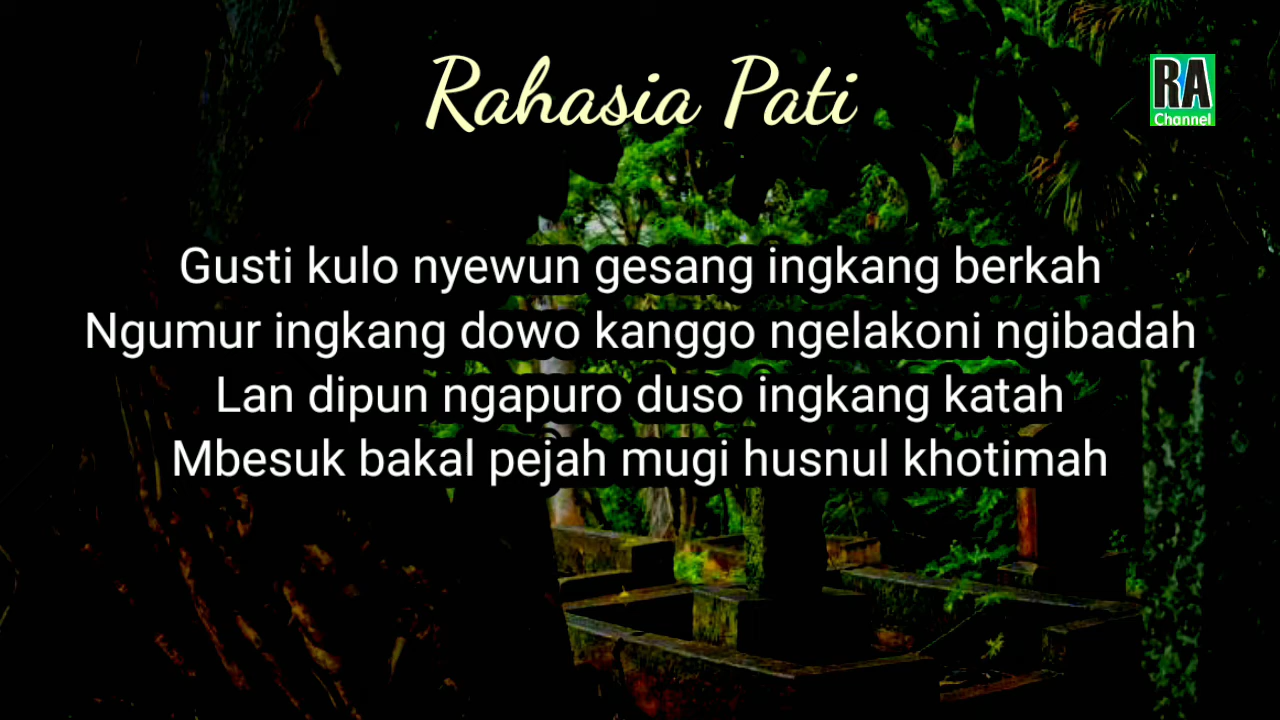 Rahasia Pati
RA
Channel
Gusti kulo nyewun gesang ingkang berkah
Ngumur ingkang dowo kanggo ngelakoni ngibadah
Lan dipun ngapuro duso ingkang katah
Mbesuk bakal pejah mugi husnul khotimah